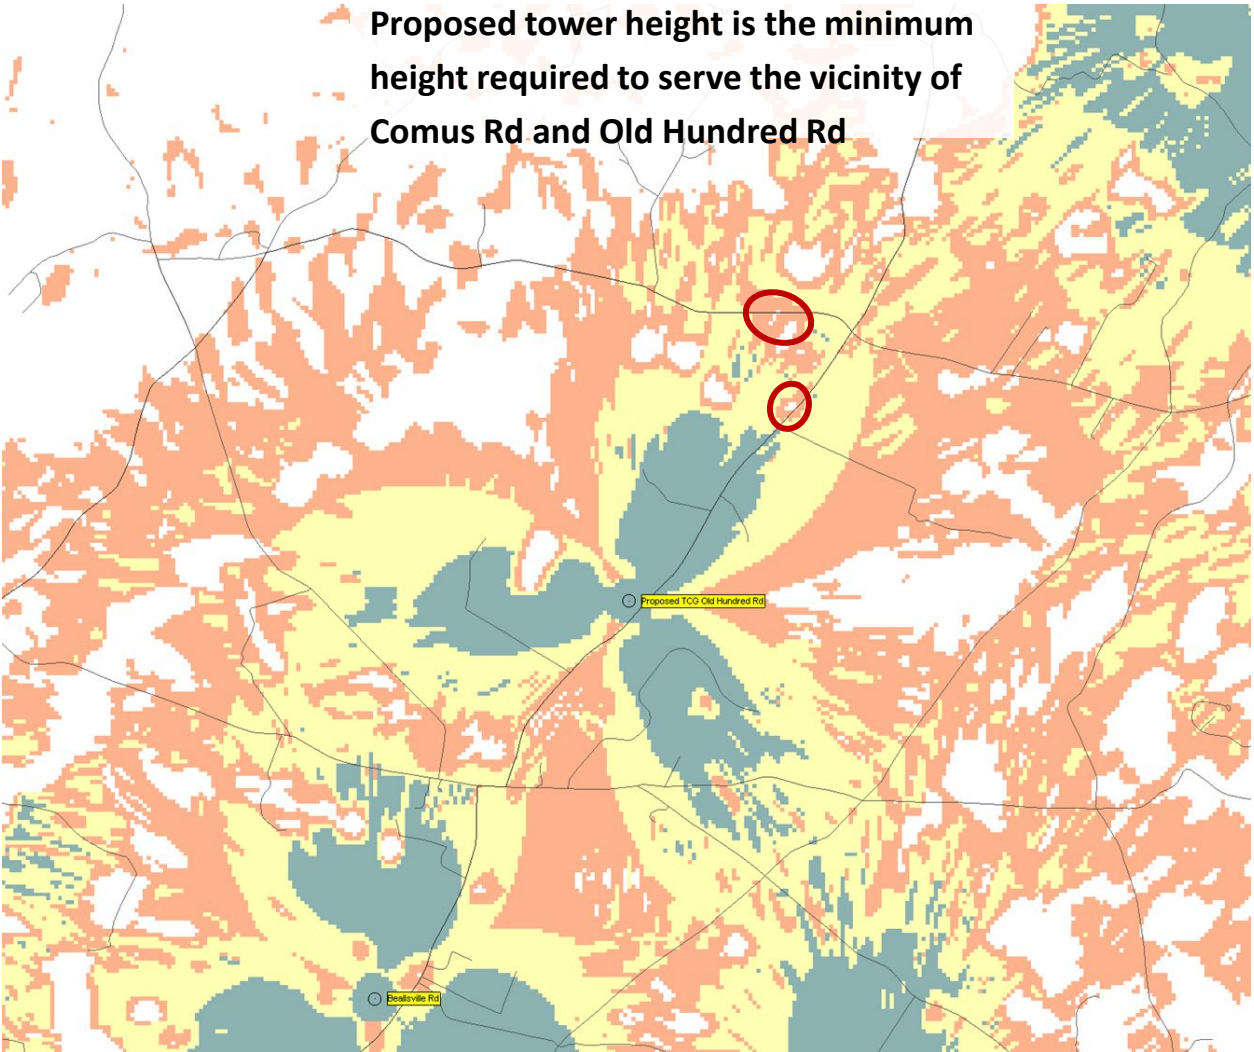 Proposed tower height is the minimum
height required to serve the vicinity of
Comus Rd and Old Hundred Rd
Proposed TCG Old Hundred Rd
Beallsville Rd